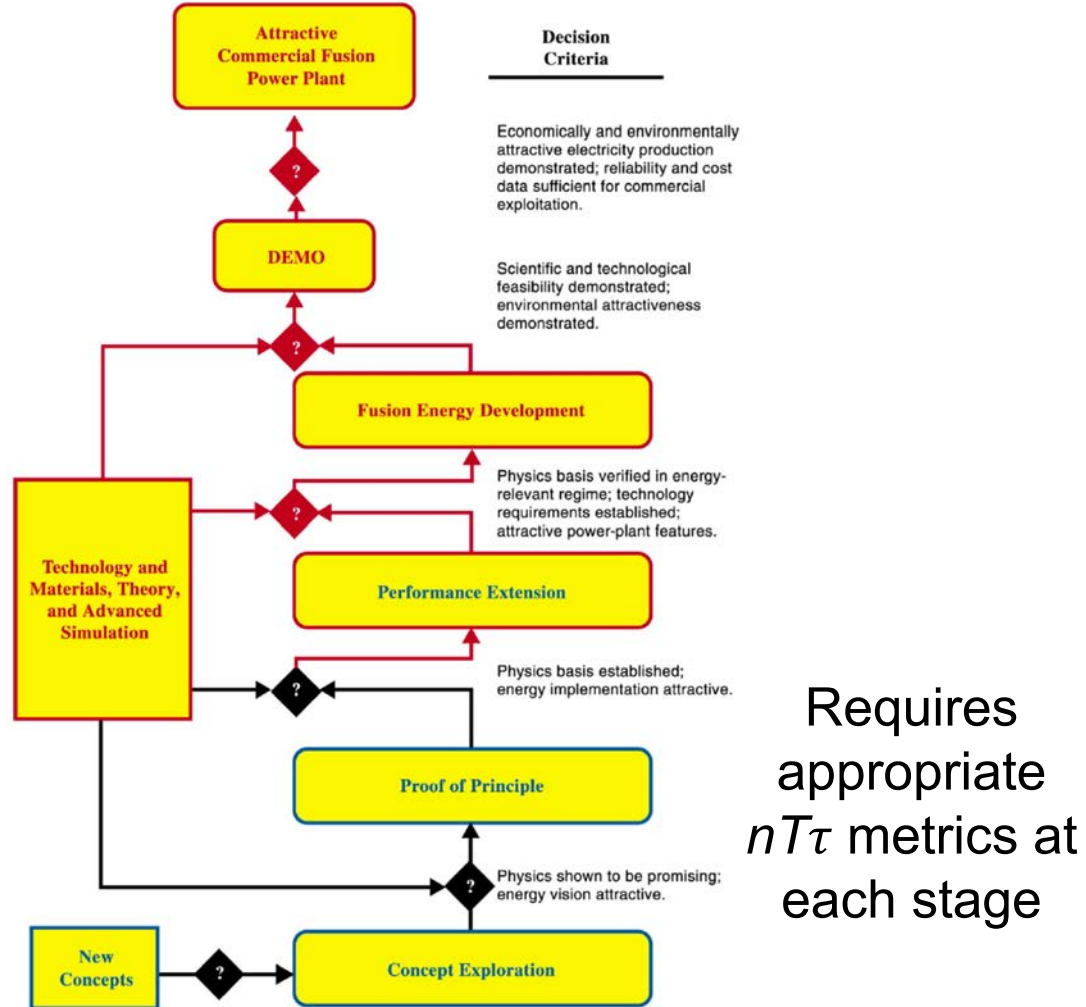 Attractive
Commercial Fusion
Power Plant
Decision
Criteria
Economically and environmentally
attractive electricity production
demonstrated; reliability and cost
data sufficient for commercial
exploitation.
?
DEMO
Scientific and technological
feasibility demonstrated;
environmental attractiveness
demonstrated.
?
Fusion Energy Development
Physics basis verified in energy-
relevant regime; technology
requirements established;
attractive power-plant features.
?
Technology and
Materials, Theory,
and Advanced
Simulation
Performance Extension
Physics basis established;
energy implementation attractive.
?
Requires
appropriate
nTτ metrics at
each stage
Proof of Principle
Physics shown to be promising;
energy vision attractive.
?
New
Concepts
?
Concept Exploration